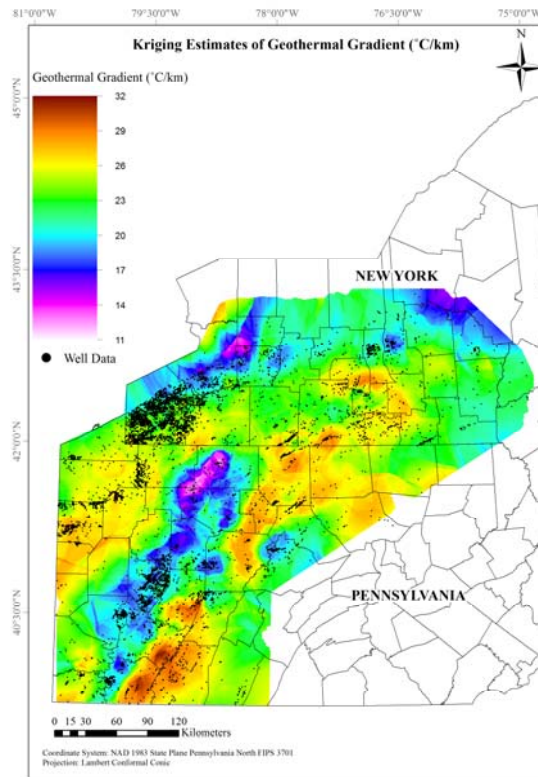 81°0'0"W 79°30'0"W 78°0'0"W 76°30'0"W 75°0'0"W
Kriging Estimates of Geothermal Gradient (°C/km)
N
Geothermal Gradient (°C/km)
32
29
26
23
20
17
14
11
Well Data
45°0'0"N
43°30'0"N
42°0'0"N
40°30'0"N
NEW YORK
PENNSYLVANIA
0 15 30 60 90 120
Kilometers
Coordinate System: NAD 1983 State Plane Pennsylvania North FIPS 3701
Projection: Lambert Conformal Conic